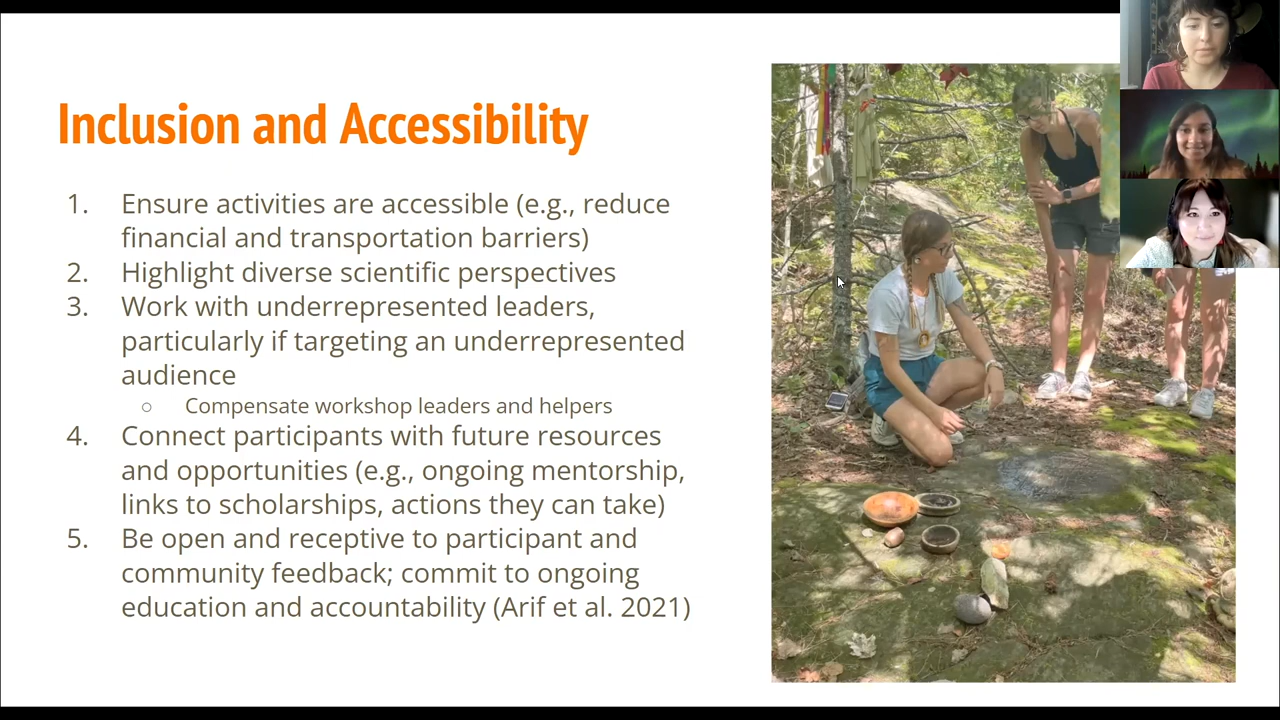 Inclusion and Accessibility
1. Ensure activities are accessible (e.g., reduce
financial and transportation barriers)
2. Highlight diverse scientific perspectives
3. Work with underrepresented leaders,
particularly if targeting an underrepresented
audience
○ Compensate workshop leaders and helpers
4. Connect participants with future resources
and opportunities (e.g., ongoing mentorship,
links to scholarships, actions they can take)
5. Be open and receptive to participant and
community feedback; commit to ongoing
education and accountability (Arif et al. 2021)